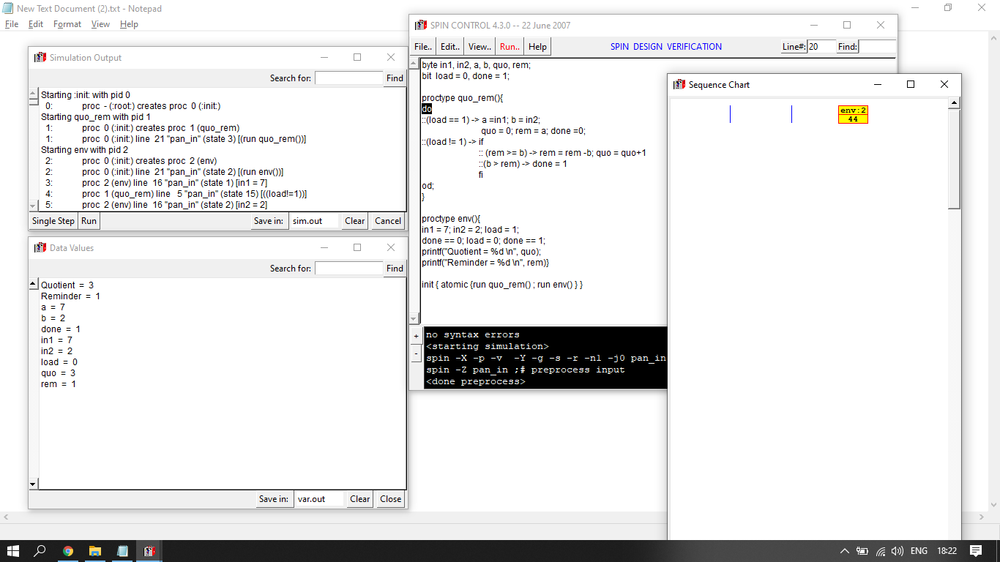 New Text Document (2).txt - Notepad
File Edit Format View Help
Simulation Output
Search for: Find
Starting :init: with pid 0
0: proc - (:root:) creates proc 0 (:init:)
Starting quo_rem with pid 1
1: proc 0 (:init:) creates proc 1 (quo_rem)
1: proc 0 (:init:) line 21 "pan_in" (state 3) [(run quo_rem())]
Starting env with pid 2
2: proc 0 (:init:) creates proc 2 (env)
2: proc 0 (:init:) line 21 "pan_in" (state 2) [(run env())]
3: proc 2 (env) line 16 "pan_in" (state 1) [in1 = 7]
4: proc 1 (quo_rem) line 5 "pan_in" (state 15) [((load!=1))]
5: proc 2 (env) line 16 "pan_in" (state 2) [in2 = 2]
Single Step Run Save in: sim.out Clear Cancel
Data Values
Search for: Find
Quotient = 3
Reminder = 1
a = 7
b = 2
done = 1
in1 = 7
in2 = 2
load = 0
quo = 3
rem = 1
Save in: var.out Clear Close
SPIN CONTROL 4.3.0 -- 22 June 2007
File.. Edit.. View.. Run.. Help SPIN DESIGN VERIFICATION Line#: 20 Find:
byte in1, in2, a, b, quo, rem;
bit load = 0, done = 1;
proctype quo_rem(){
do
::(load == 1) -> a =in1; b = in2;
quo = 0; rem = a; done =0;
::(load != 1) -> if
:: (rem >= b) -> rem = rem -b; quo = quo+1
::(b > rem) -> done = 1
fi
od;
}
proctype env(){
in1 = 7; in2 = 2; load = 1;
done == 0; load = 0; done == 1;
printf("Quotient = %d \n", quo);
printf("Reminder = %d \n", rem)}
init { atomic {run quo_rem() ; run env() } }
+
-
no syntax errors
<starting simulation>
spin -X -p -v -Y -g -s -r -n1 -j0 pan_in
spin -Z pan_in ;# preprocess input
<done preprocess>
Sequence Chart
env:2
44
ENG 18:22